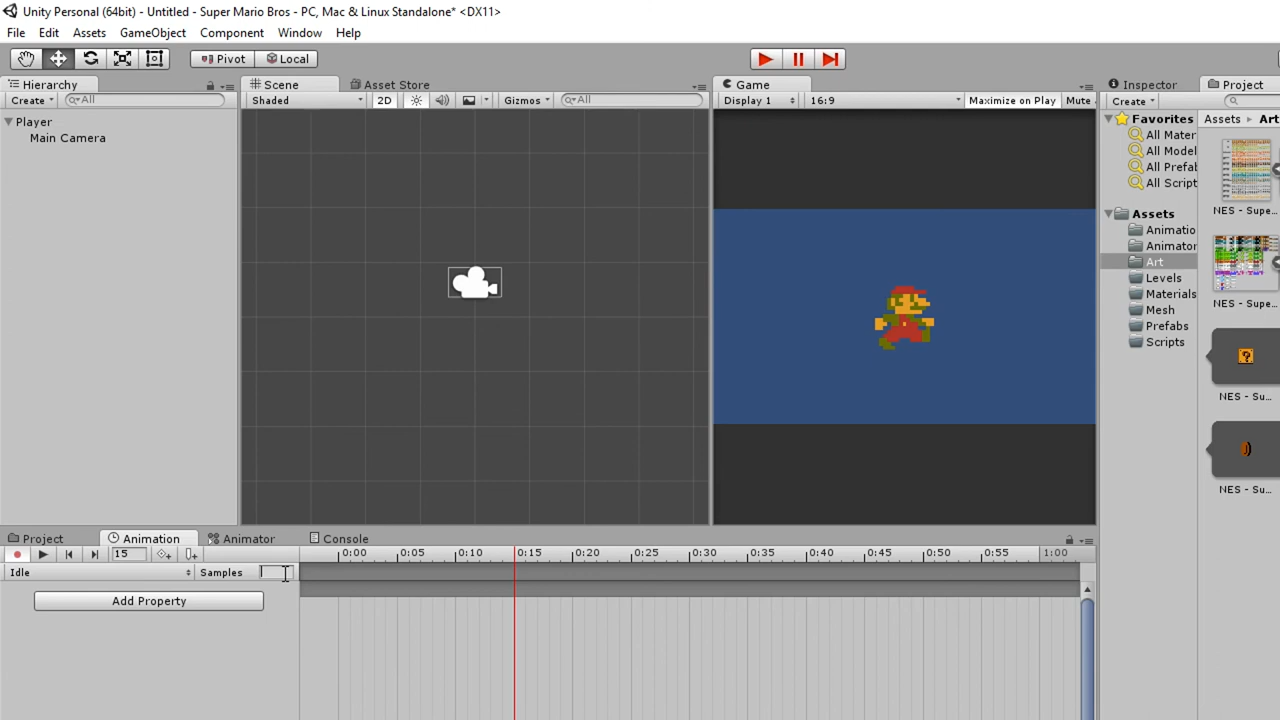 Unity Personal (64bit) - Untitled - Super Mario Bros - PC, Mac & Linux Standalone* <DX11>
File Edit Assets GameObject Component Window Help
Pivot Local
Hierarchy Scene Asset Store Game Inspector Project
Create All Shaded 2D Gizmos All Display 1 16:9 Maximize on Play Mute Create
Player
Main Camera
Favorites
All Mater
All Model
All Prefab
All Script
Assets
Animatio
Animator
Art
Levels
Materials
Mesh
Prefabs
Scripts
Assets Art
NES - Supe...
NES - Supe...
?
NES - Su...
NES - Su...
Project Animation Animator Console
15 0:00 0:05 0:10 0:15 0:20 0:25 0:30 0:35 0:40 0:45 0:50 0:55 1:00
Idle Samples
Add Property